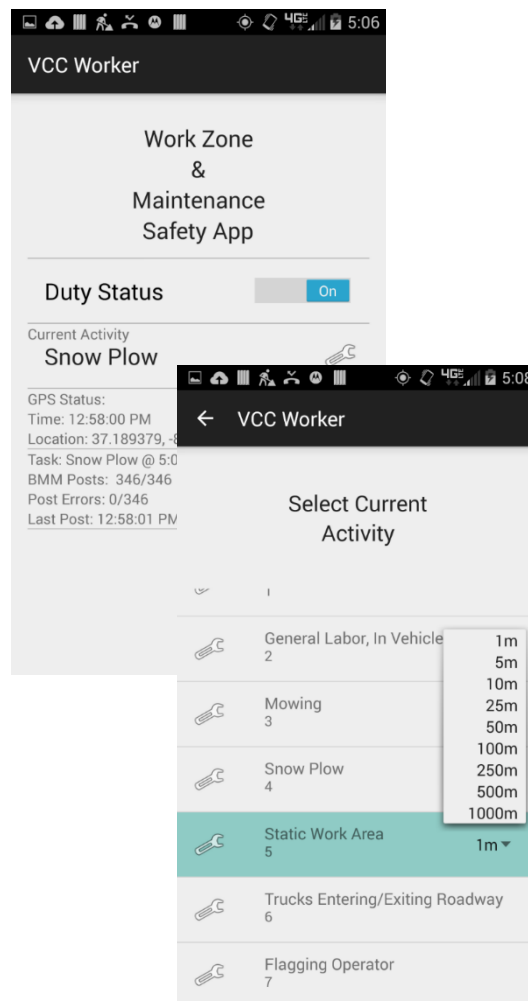 4G 5:06
VCC Worker
Work Zone
&
Maintenance
Safety App
Duty Status On
Current Activity
Snow Plow
GPS Status:
Time: 12:58:00 PM
Location: 37.189379, -
Task: Snow Plow @ 5:0
BMM Posts: 346/346
Post Errors: 0/346
Last Post: 12:58:01 PM
4G 5:08
VCC Worker
Select Current
Activity
General Labor, In Vehicle
2
Mowing
3
Snow Plow
4
Static Work Area
5
1m
1m
5m
10m
25m
50m
100m
250m
500m
1000m
Trucks Entering/Exiting Roadway
6
Flagging Operator
7